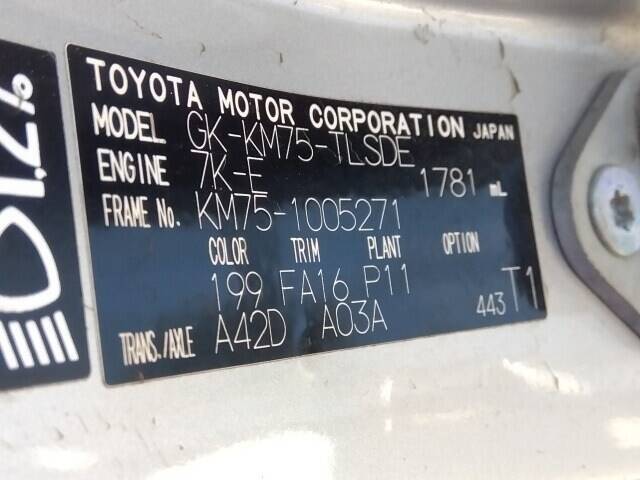 TOYOTA MOTOR CORPORATION JAPAN
MODEL GK-KM75-TLSDE
ENGINE 7K-E 1781 mL
FRAME No. KM75-1005271
COLOR TRIM PLANT OPTION
199 FA16 P11
TRANS./AXLE A42D A03A 443 T1